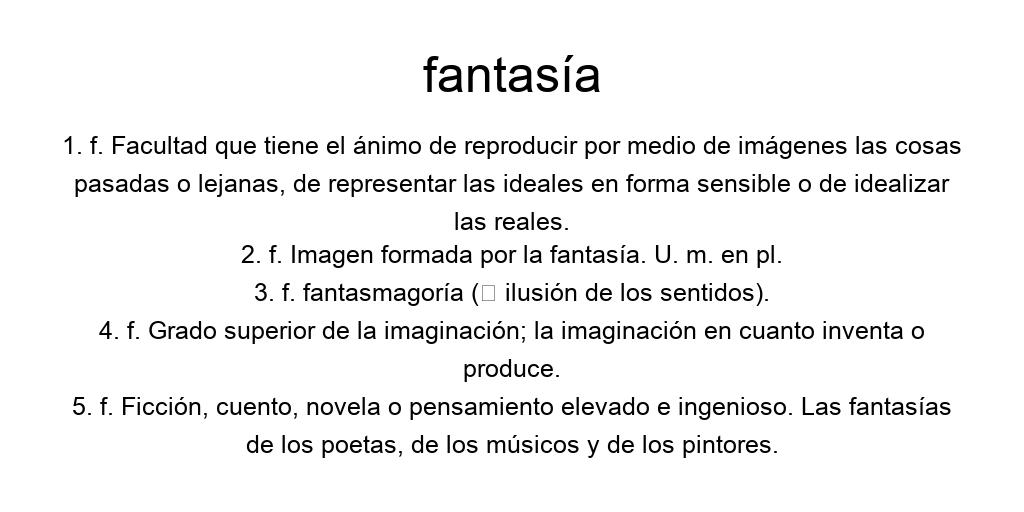 fantasía
1. f. Facultad que tiene el ánimo de reproducir por medio de imágenes las cosas
pasadas o lejanas, de representar las ideales en forma sensible o de idealizar
las reales.
2. f. Imagen formada por la fantasía. U. m. en pl.
3. f. fantasmagoría (□ ilusión de los sentidos).
4. f. Grado superior de la imaginación; la imaginación en cuanto inventa o
produce.
5. f. Ficción, cuento, novela o pensamiento elevado e ingenioso. Las fantasías
de los poetas, de los músicos y de los pintores.